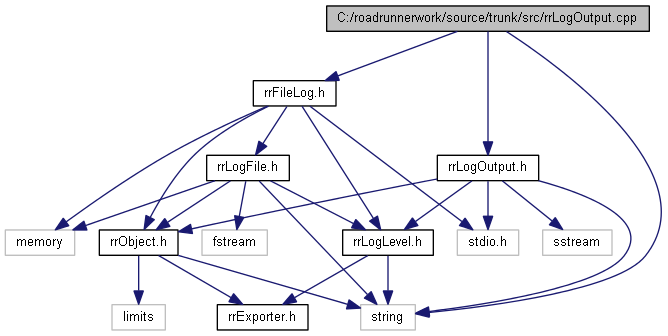 C:/roadrunnerwork/source/trunk/src/rrLogOutput.cpp
rrFileLog.h
rrLogFile.h
rrLogOutput.h
memory
rrObject.h
fstream
rrLogLevel.h
stdio.h
sstream
limits
rrExporter.h
string